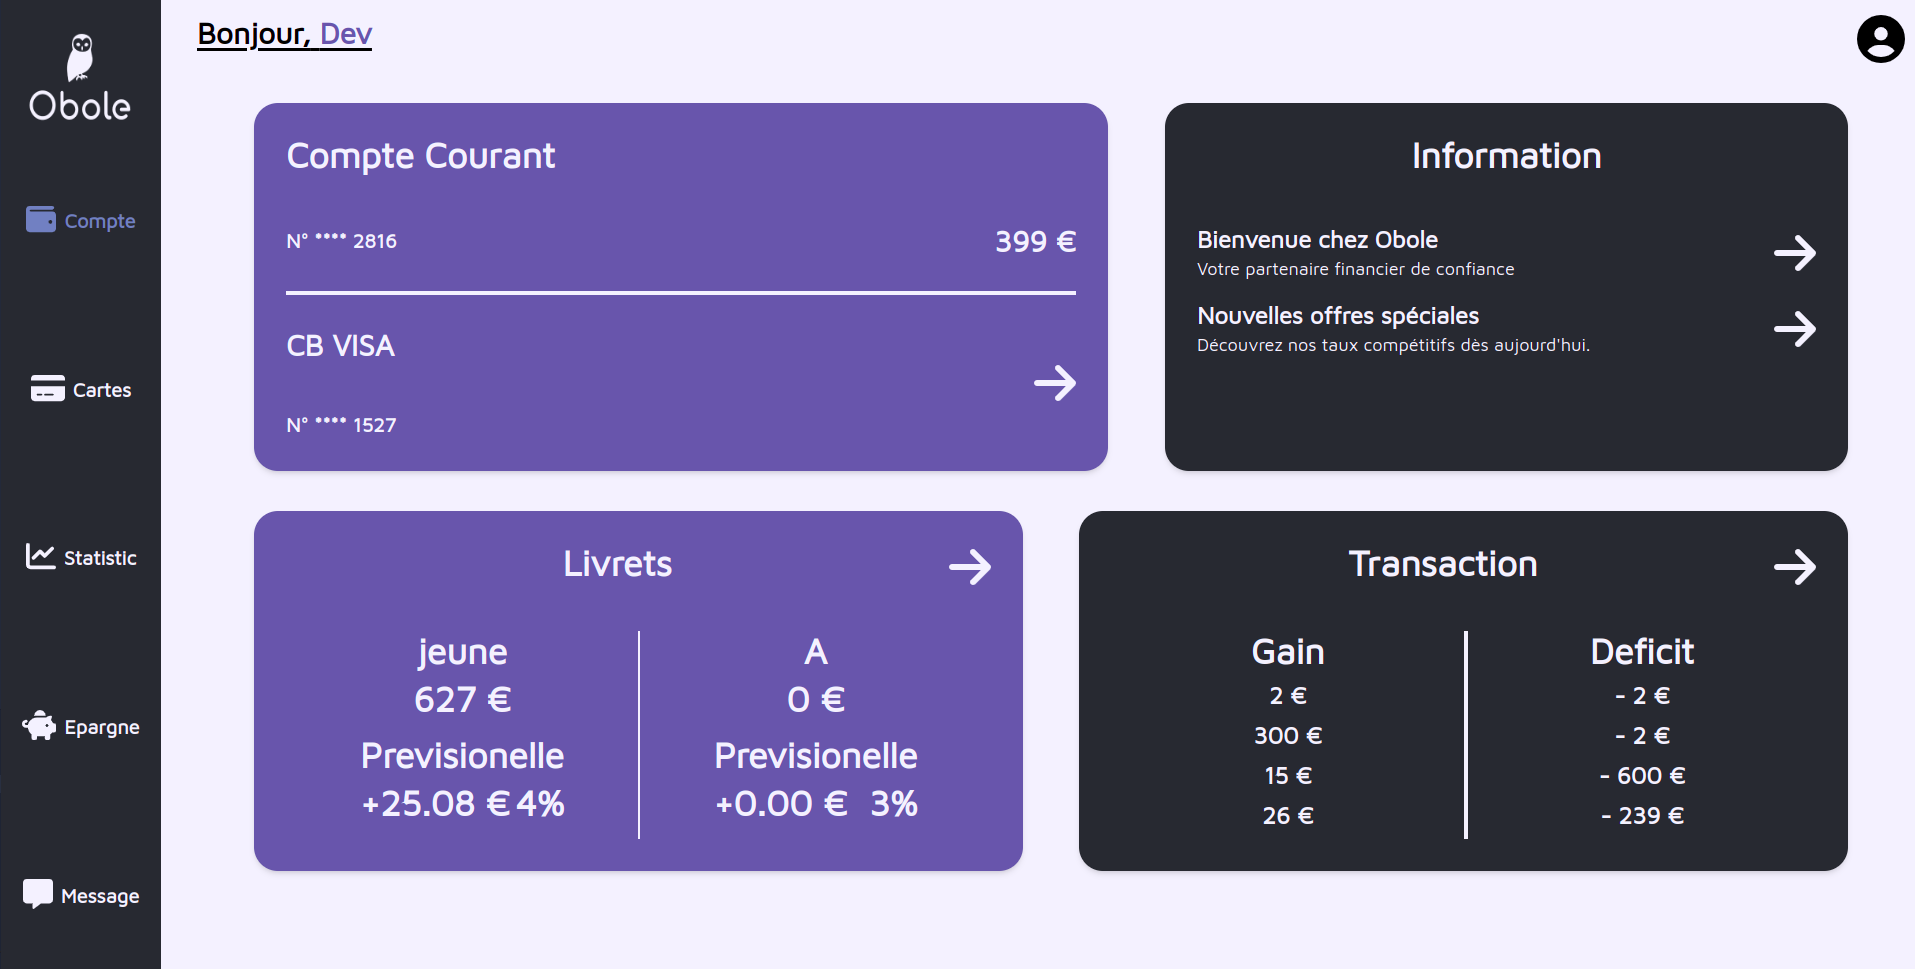 Obole
Compte
Cartes
Statistic
Epargne
Message
Bonjour, Dev
Compte Courant
N° **** 2816
399 €
CB VISA
N° **** 1527
Information
Bienvenue chez Obole
Votre partenaire financier de confiance
Nouvelles offres spéciales
Découvrez nos taux compétitifs dès aujourd'hui.
Livrets
jeune
627 €
Previsionelle
+25.08 € 4%
A
0 €
Previsionelle
+0.00 € 3%
Transaction
Gain
2 €
300 €
15 €
26 €
Deficit
- 2 €
- 2 €
- 600 €
- 239 €